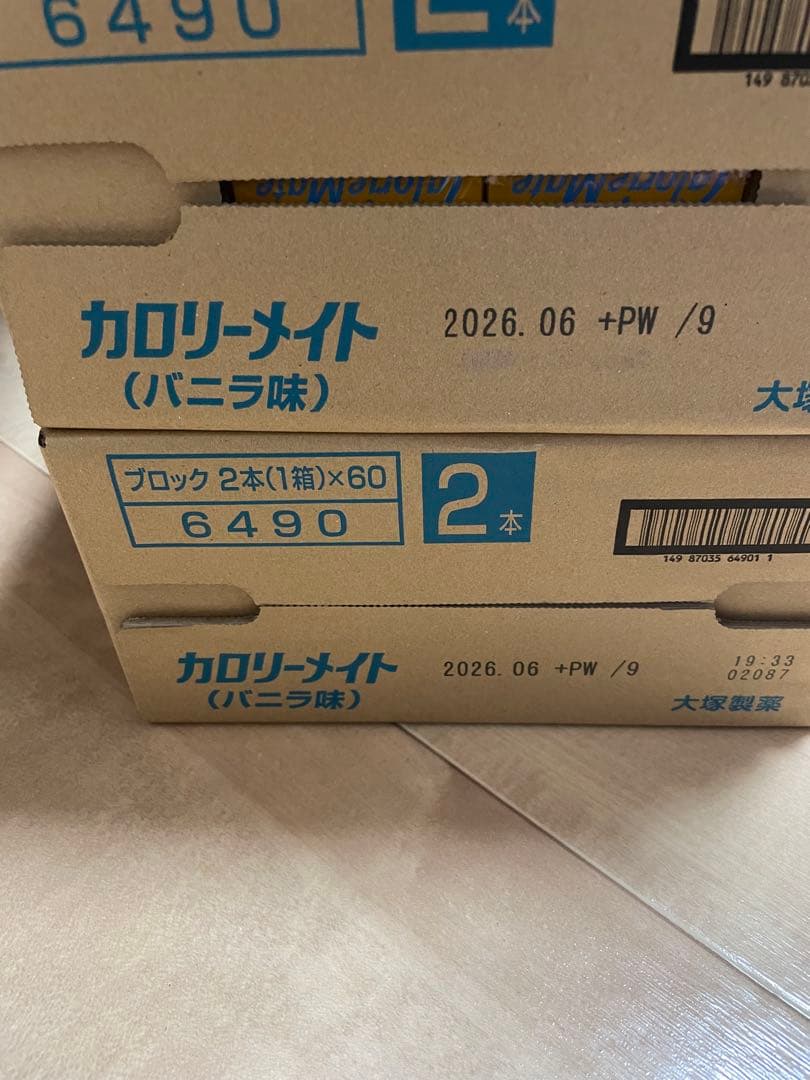 6490
2本
149 8703
CalorieMate
CalorieMate
カロリーメイト
(バニラ味)
2026.06 +PW /9
大塚
ブロック 2本(1箱)×60
6490
2本
149 87035 64901 1
カロリーメイト
(バニラ味)
2026.06 +PW /9
19:33
02087
大塚製薬